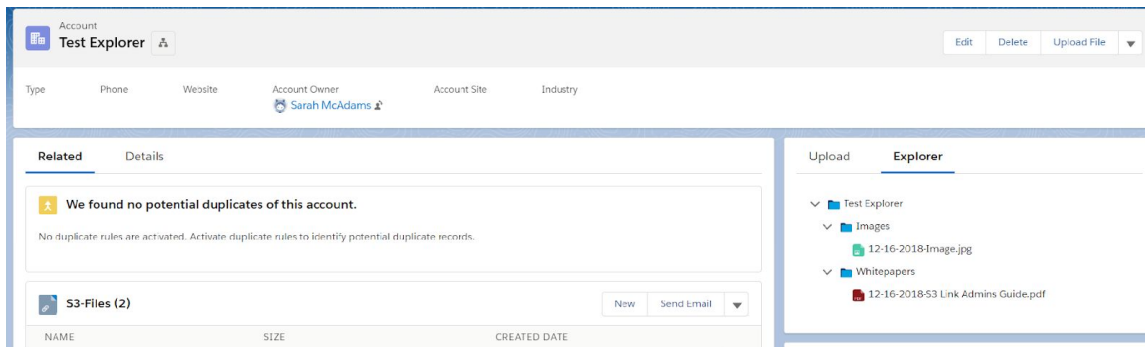 Account
Test Explorer
Edit Delete Upload File
Type Phone Website Account Owner Account Site Industry
Sarah McAdams
Related Details
We found no potential duplicates of this account.
No duplicate rules are activated. Activate duplicate rules to identify potential duplicate records.
S3-Files (2)
New Send Email
NAME SIZE CREATED DATE
Upload Explorer
Test Explorer
Images
12-16-2018-Image.jpg
Whitepapers
12-16-2018-S3 Link Admins Guide.pdf